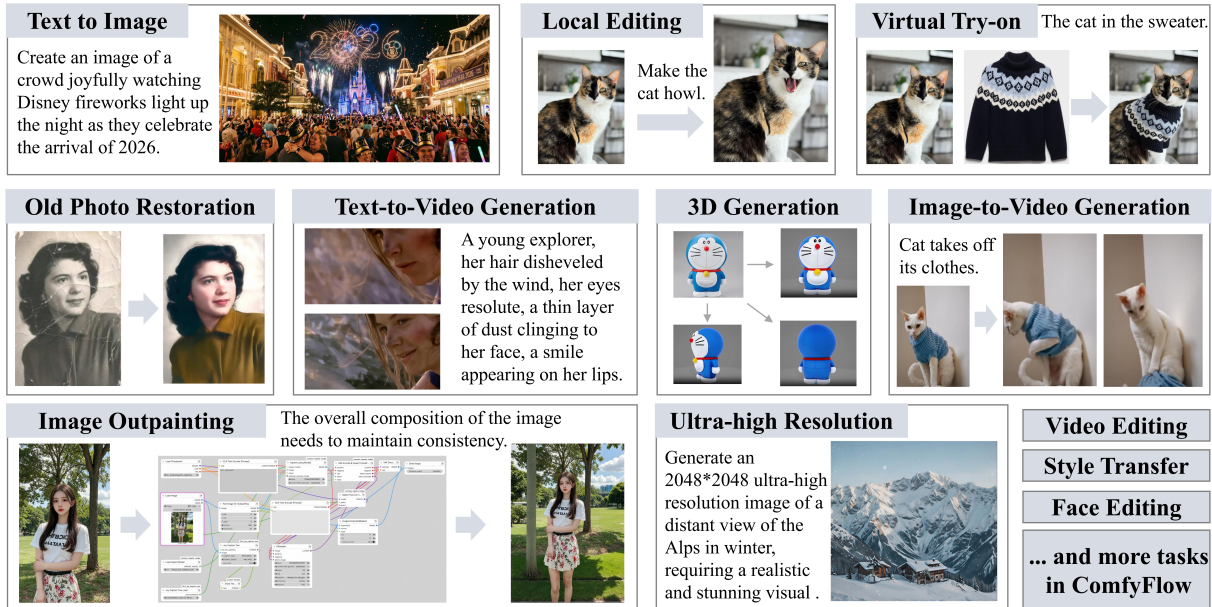 Text to Image
Create an image of a
crowd joyfully watching
Disney fireworks light up
the night as they celebrate
the arrival of 2026.
2026
Local Editing
Make the
cat howl.
Virtual Try-on
The cat in the sweater.
Old Photo Restoration
Text-to-Video Generation
A young explorer,
her hair disheveled
by the wind, her eyes
resolute, a thin layer
of dust clinging to
her face, a smile
appearing on her lips.
3D Generation
Image-to-Video Generation
Cat takes off
its clothes.
Image Outpainting
The overall composition of the image
needs to maintain consistency.
Ultra-high Resolution
Generate an
2048*2048 ultra-high
resolution image of a
distant view of the
Alps in winter,
requiring a realistic
and stunning visual .
Video Editing
Style Transfer
Face Editing
... and more tasks
in ComfyFlow